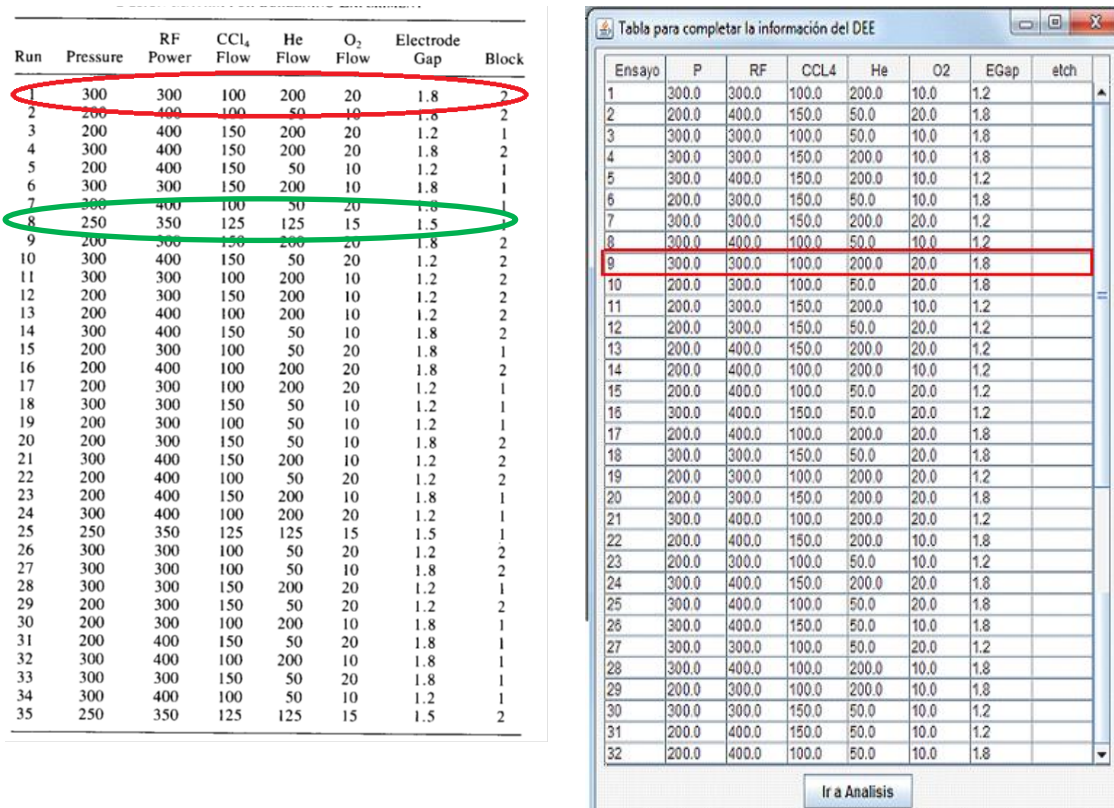 RF CCl₄ He O₂ Electrode
Run Pressure Power Flow Flow Flow Gap Block
1 300 300 100 200 20 1.8 2
2 200 400 100 50 10 1.8 2
3 200 400 150 200 20 1.2 1
4 300 400 150 200 20 1.8 2
5 200 400 150 50 10 1.2 1
6 300 300 150 200 10 1.8 1
7 300 400 100 50 20 1.8 1
8 250 350 125 125 15 1.5 1
9 200 300 150 200 20 1.8 2
10 300 400 150 50 20 1.2 2
11 300 300 100 200 10 1.2 2
12 200 300 150 200 10 1.2 2
13 200 400 100 200 10 1.2 2
14 300 400 150 50 10 1.8 2
15 200 300 100 50 20 1.8 1
16 200 400 100 200 20 1.8 2
17 200 300 100 200 20 1.2 1
18 300 300 150 50 10 1.2 1
19 200 300 100 50 10 1.2 1
20 200 300 150 50 10 1.8 2
21 300 400 150 200 10 1.2 2
22 200 400 100 50 20 1.2 2
23 200 400 150 200 10 1.8 1
24 300 400 100 200 20 1.2 1
25 250 350 125 125 15 1.5 1
26 300 300 100 50 20 1.2 2
27 300 300 100 50 10 1.8 2
28 300 300 150 200 20 1.2 1
29 200 300 150 50 20 1.2 2
30 200 300 100 200 10 1.8 1
31 200 400 150 50 20 1.8 1
32 300 400 100 200 10 1.8 1
33 300 300 150 50 20 1.8 1
34 300 400 100 50 10 1.2 1
35 250 350 125 125 15 1.5 2
Tabla para completar la información del DEE
Ensayo P RF CCL4 He O2 EGap etch
1 300.0 300.0 100.0 200.0 10.0 1.2
2 200.0 400.0 150.0 50.0 20.0 1.8
3 300.0 300.0 100.0 50.0 10.0 1.8
4 300.0 300.0 150.0 200.0 10.0 1.8
5 300.0 400.0 150.0 200.0 10.0 1.2
6 200.0 300.0 150.0 50.0 10.0 1.8
7 300.0 300.0 150.0 200.0 20.0 1.2
8 300.0 400.0 100.0 50.0 10.0 1.2
9 300.0 300.0 100.0 200.0 20.0 1.8
10 200.0 300.0 100.0 50.0 20.0 1.8
11 200.0 300.0 150.0 200.0 10.0 1.2
12 200.0 300.0 150.0 50.0 20.0 1.2
13 200.0 400.0 150.0 200.0 20.0 1.2
14 200.0 400.0 100.0 200.0 10.0 1.2
15 200.0 400.0 100.0 50.0 20.0 1.2
16 300.0 400.0 150.0 50.0 20.0 1.2
17 200.0 400.0 100.0 200.0 20.0 1.8
18 300.0 300.0 150.0 50.0 20.0 1.8
19 200.0 300.0 100.0 200.0 20.0 1.2
20 200.0 300.0 150.0 200.0 20.0 1.8
21 300.0 400.0 100.0 200.0 20.0 1.2
22 200.0 400.0 150.0 200.0 10.0 1.8
23 200.0 300.0 100.0 50.0 10.0 1.2
24 300.0 400.0 150.0 200.0 20.0 1.8
25 300.0 400.0 100.0 50.0 20.0 1.8
26 300.0 400.0 150.0 50.0 10.0 1.8
27 300.0 300.0 100.0 50.0 20.0 1.2
28 300.0 400.0 100.0 200.0 10.0 1.8
29 200.0 300.0 100.0 200.0 10.0 1.8
30 300.0 300.0 150.0 50.0 10.0 1.2
31 200.0 400.0 150.0 50.0 10.0 1.2
32 200.0 400.0 100.0 50.0 10.0 1.8
Ir a Analisis